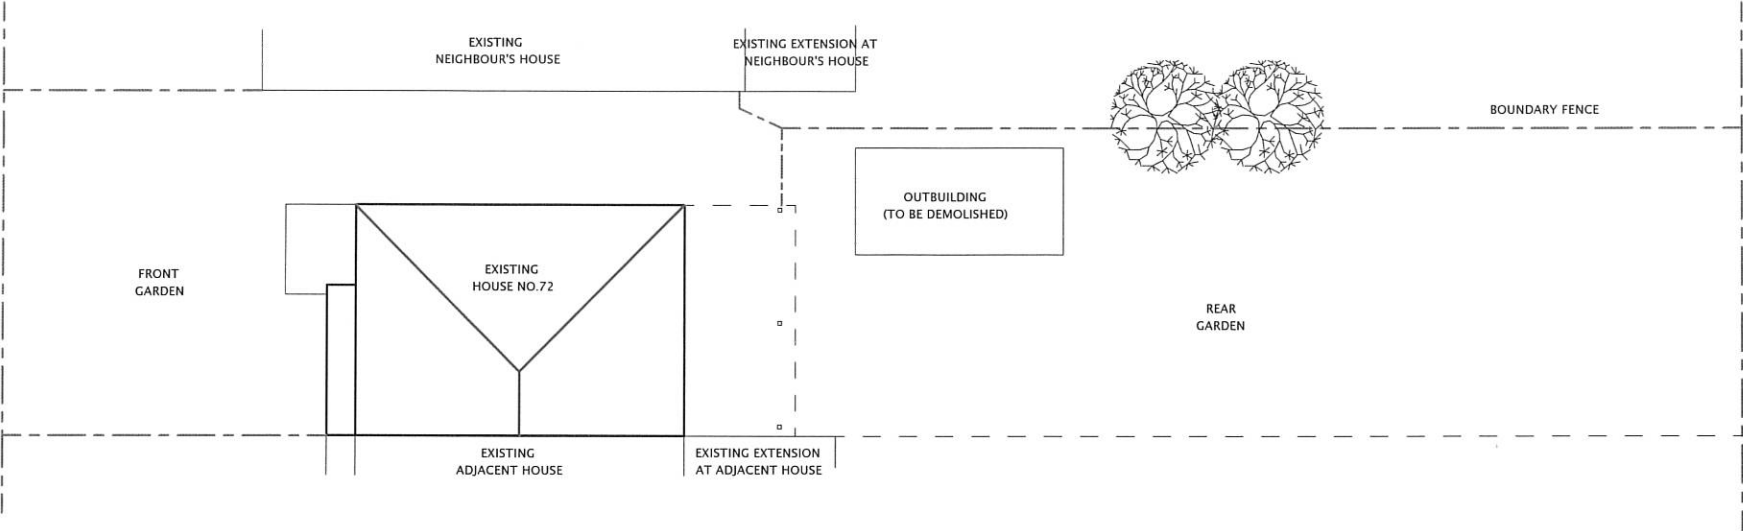 EXISTING
NEIGHBOUR'S HOUSE
EXISTING EXTENSION AT
NEIGHBOUR'S HOUSE
BOUNDARY FENCE
OUTBUILDING
(TO BE DEMOLISHED)
FRONT
GARDEN
EXISTING
HOUSE NO.72
REAR
GARDEN
EXISTING
ADJACENT HOUSE
EXISTING EXTENSION
AT ADJACENT HOUSE